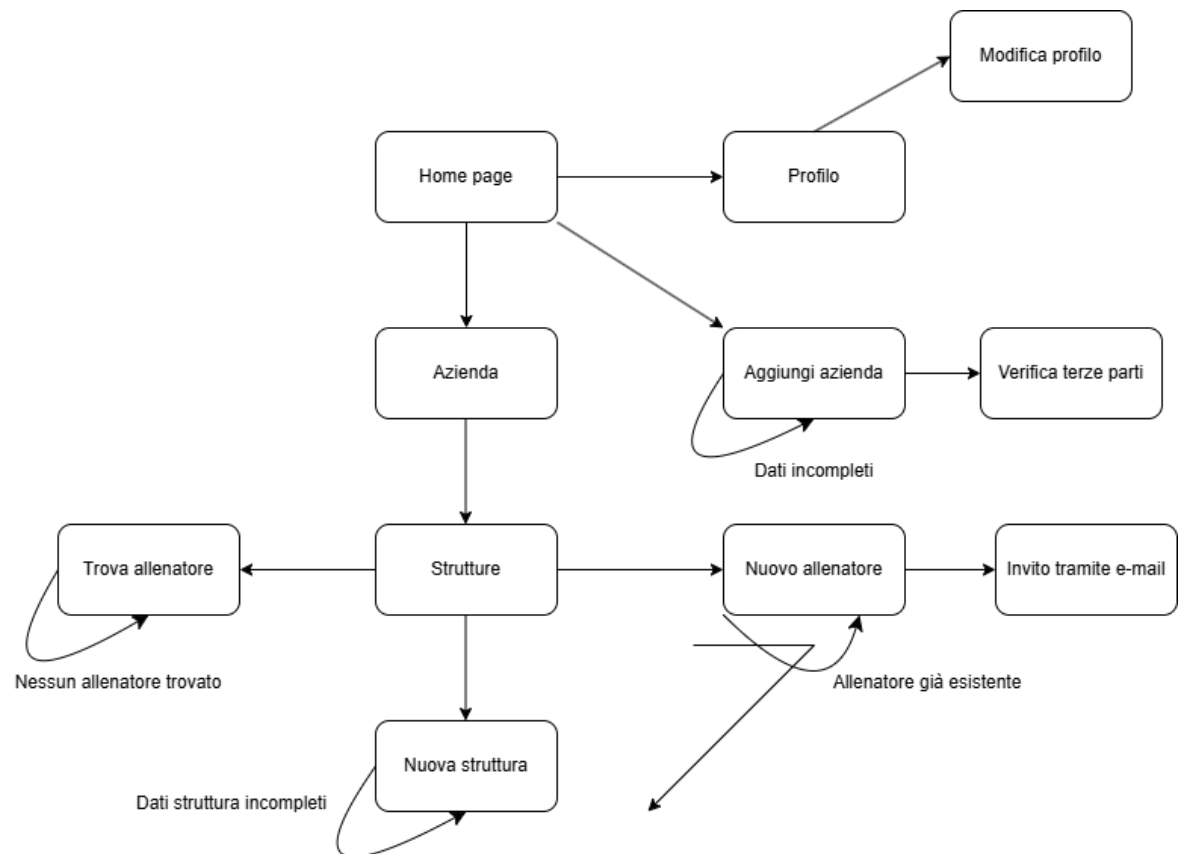 Modifica profilo
Home page
Profilo
Azienda
Aggiungi azienda
Verifica terze parti
Dati incompleti
Trova allenatore
Strutture
Nuovo allenatore
Invito tramite e-mail
Nessun allenatore trovato
Allenatore già esistente
Nuova struttura
Dati struttura incompleti